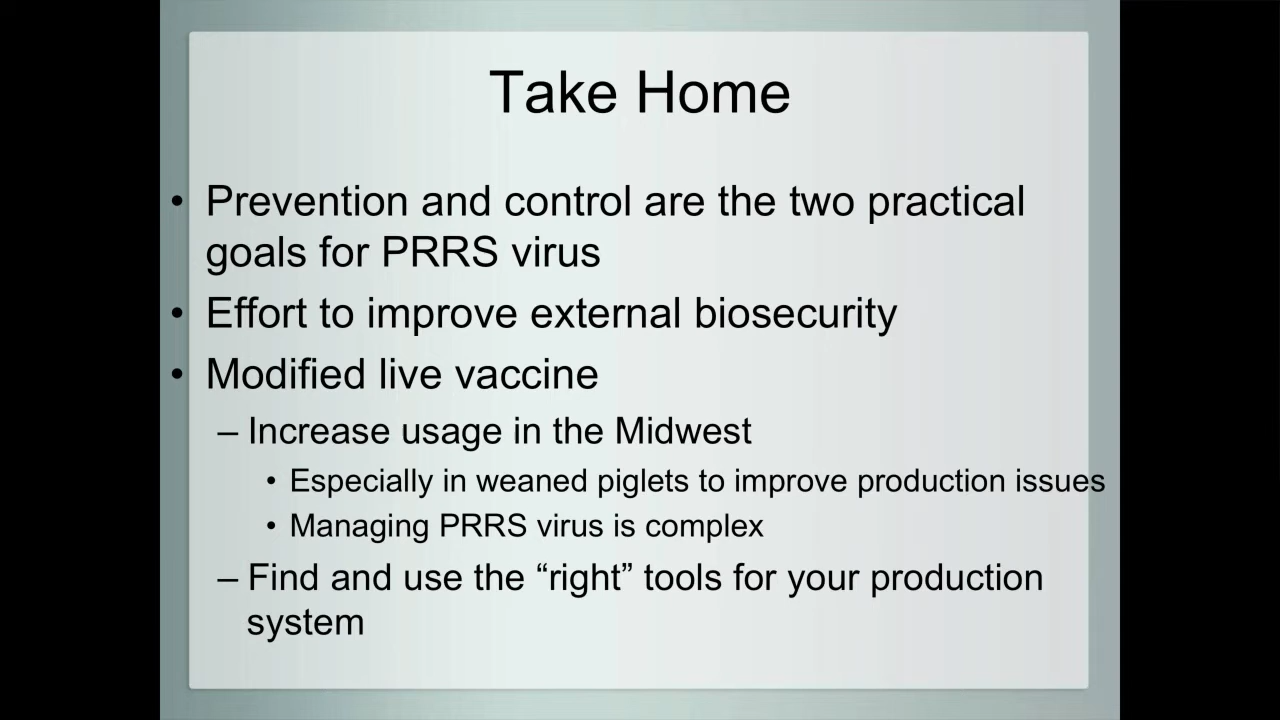 Take Home
• Prevention and control are the two practical
goals for PRRS virus
• Effort to improve external biosecurity
• Modified live vaccine
– Increase usage in the Midwest
• Especially in weaned piglets to improve production issues
• Managing PRRS virus is complex
– Find and use the “right” tools for your production
system